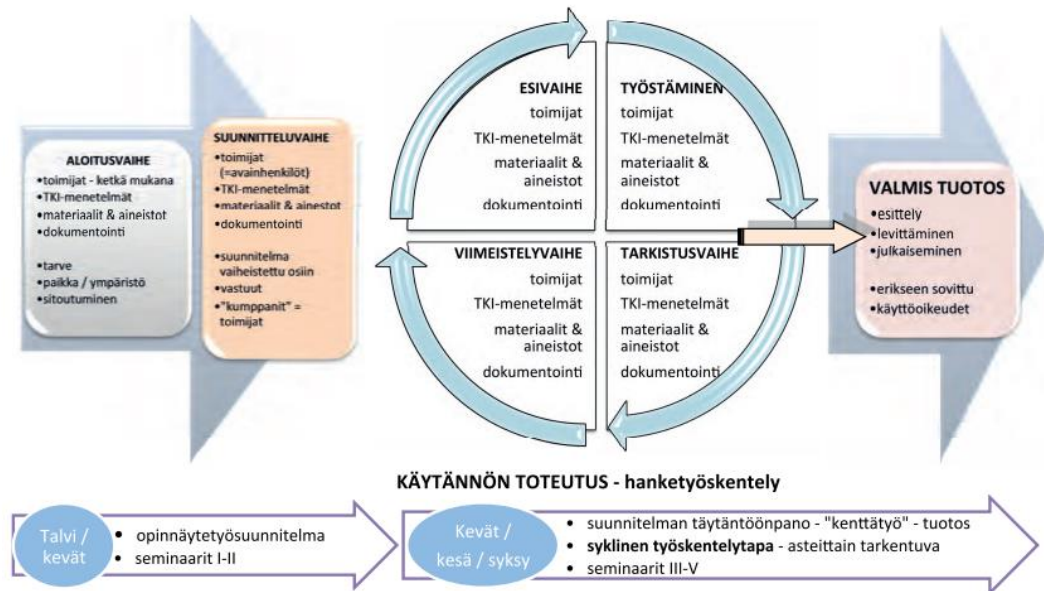 ALOITUSVAIHE
•toimijat - ketkä mukana
•TKI-menetelmät
•materiaalit & aineistot
•dokumentointi
•tarve
•paikka / ympäristö
•sitoutuminen
SUUNNITTELUVAIHE
•toimijat
(=avainhenkilöt)
•TKI-menetelmät
•materiaalit & ainestot
•dokumentointi
•suunnitelma
vaiheistettu osiin
•vastuut
•"kumppanit" =
toimijat
ESIVAIHE
toimijat
TKI-menetelmät
materiaalit &
aineistot
dokumentointi
TYÖSTÄMINEN
toimijat
TKI-menetelmät
materiaalit &
aineistot
dokumentointi
VIIMEISTELYVAIHE
toimijat
TKI-menetelmät
materiaalit &
aineistot
dokumentointi
TARKISTUSVAIHE
toimijat
TKI-menetelmät
materiaalit &
aineistot
dokumentointi
VALMIS TUOTOS
•esittely
•levittäminen
•julkaiseminen
•erikseen sovittu
•käyttöoikeudet
KÄYTÄNNÖN TOTEUTUS - hanketyöskentely
Talvi /
kevät
• opinnäytetyösuunnitelma
• seminaarit I-II
Kevät /
kesä / syksy
• suunnitelman täytäntöönpano - "kenttätyö" - tuotos
• syklinen työskentelytapa - asteittain tarkentuva
• seminaarit III-V